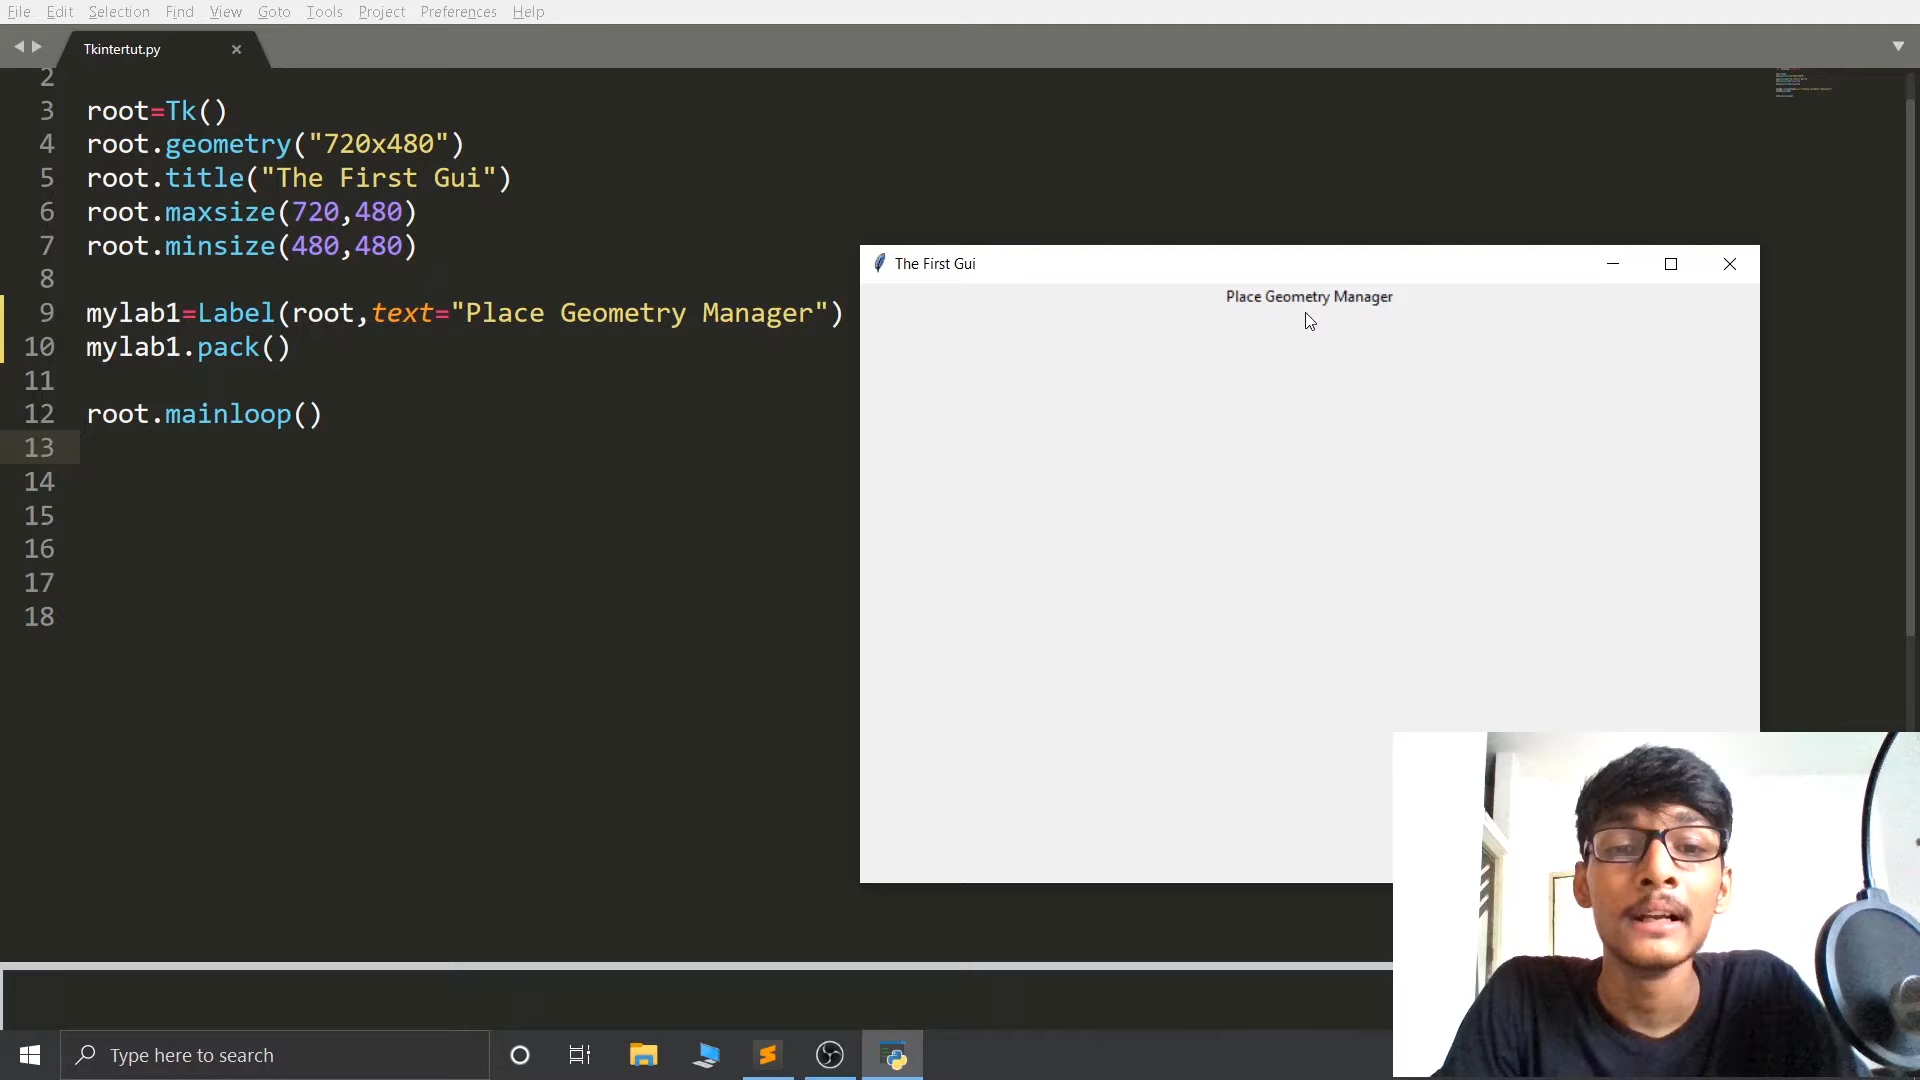 File Edit Selection Find View Goto Tools Project Preferences Help
Tkintertut.py
2
3 root=Tk()
4 root.geometry("720x480")
5 root.title("The First Gui")
6 root.maxsize(720,480)
7 root.minsize(480,480)
8
9 mylab1=Label(root,text="Place Geometry Manager")
10 mylab1.pack()
11
12 root.mainloop()
13
14
15
16
17
18
The First Gui
Place Geometry Manager
Type here to search